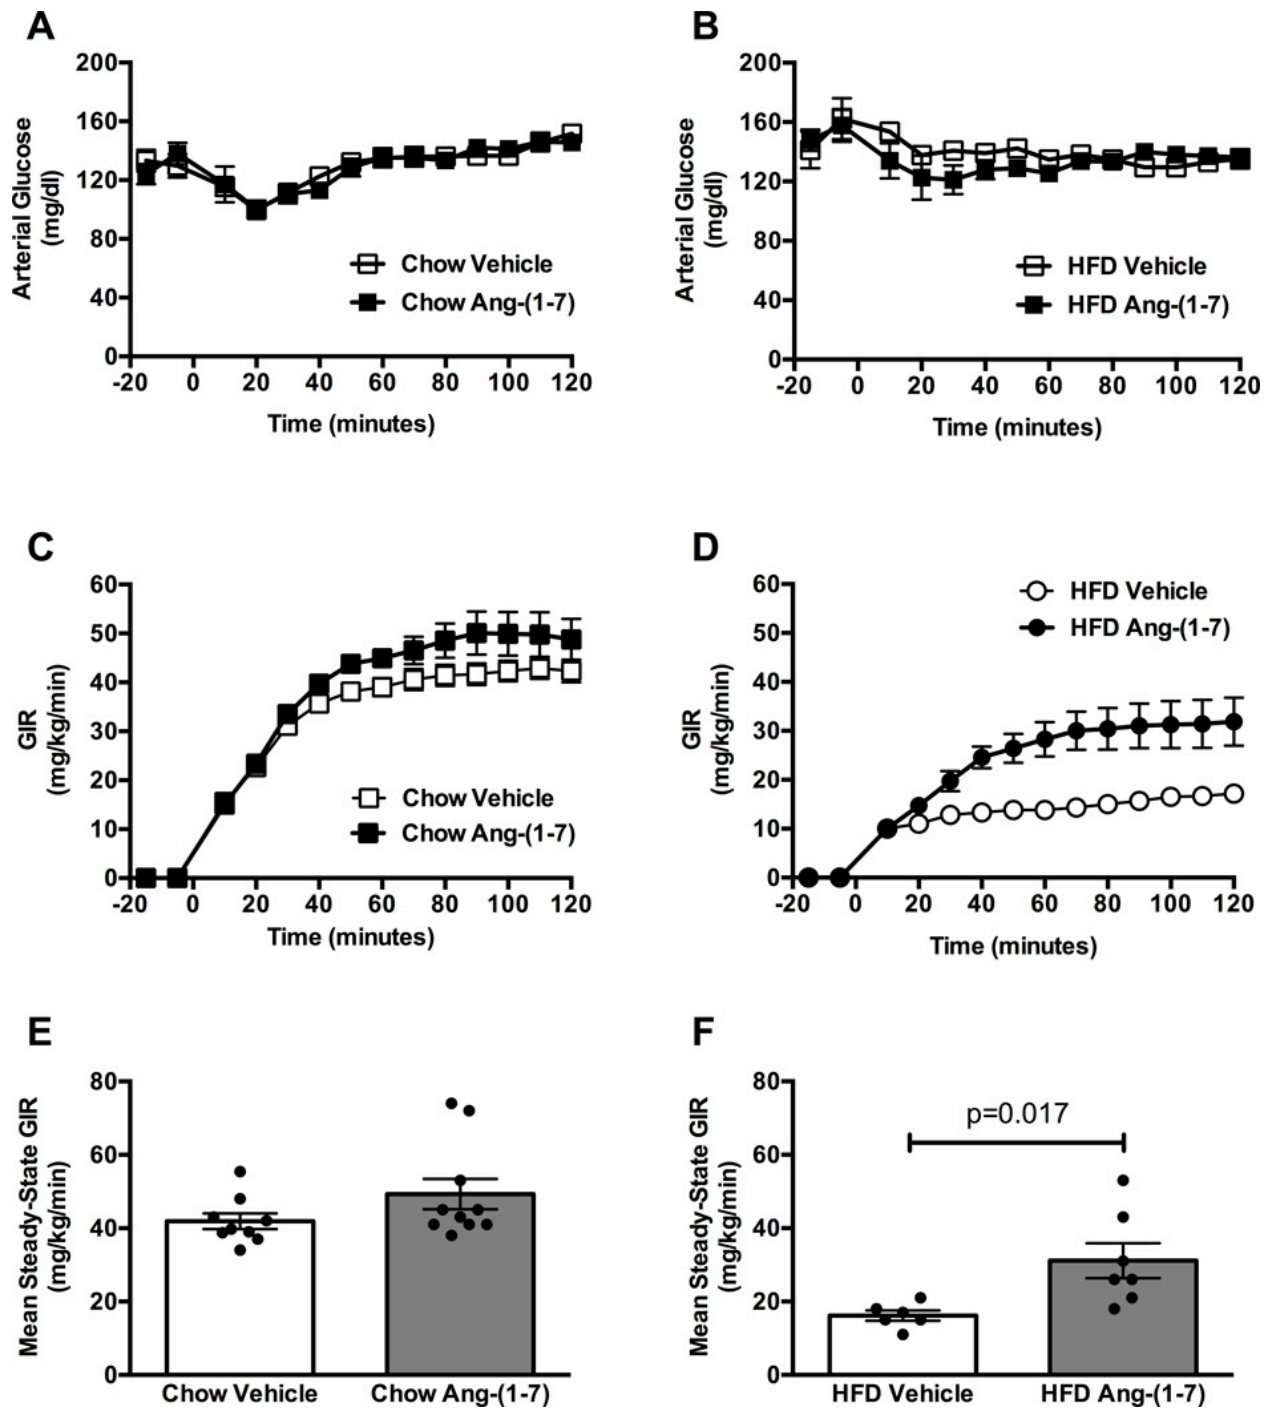 A
Arterial Glucose
(mg/dl)
200
160
120
80
40
0
-20 0 20 40 60 80 100 120
Time (minutes)
Chow Vehicle
Chow Ang-(1-7)
B
Arterial Glucose
(mg/dl)
200
160
120
80
40
0
-20 0 20 40 60 80 100 120
Time (minutes)
HFD Vehicle
HFD Ang-(1-7)
C
GIR
(mg/kg/min)
60
50
40
30
20
10
0
-20 0 20 40 60 80 100 120
Time (minutes)
Chow Vehicle
Chow Ang-(1-7)
D
GIR
(mg/kg/min)
60
50
40
30
20
10
0
-20 0 20 40 60 80 100 120
Time (minutes)
HFD Vehicle
HFD Ang-(1-7)
E
Mean Steady-State GIR
(mg/kg/min)
80
60
40
20
0
Chow Vehicle Chow Ang-(1-7)
F
Mean Steady-State GIR
(mg/kg/min)
80
60
40
20
0
p=0.017
HFD Vehicle HFD Ang-(1-7)